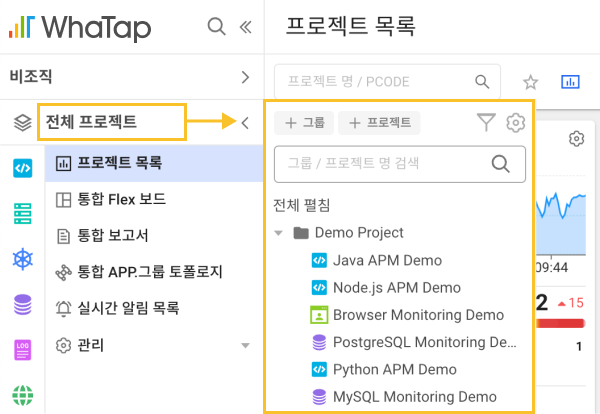 WhaTap
프로젝트 목록
비조직
프로젝트 명 / PCODE
전체 프로젝트
+ 그룹
+ 프로젝트
프로젝트 목록
그룹 / 프로젝트 명 검색
통합 Flex 보드
전체 펼침
통합 보고서
Demo Project
통합 APP.그룹 토폴로지
Java APM Demo
09:44
Node.js APM Demo
실시간 알림 목록
Browser Monitoring Demo
2
15
LOG
관리
PostgreSQL Monitoring De...
1
Python APM Demo
MySQL Monitoring Demo